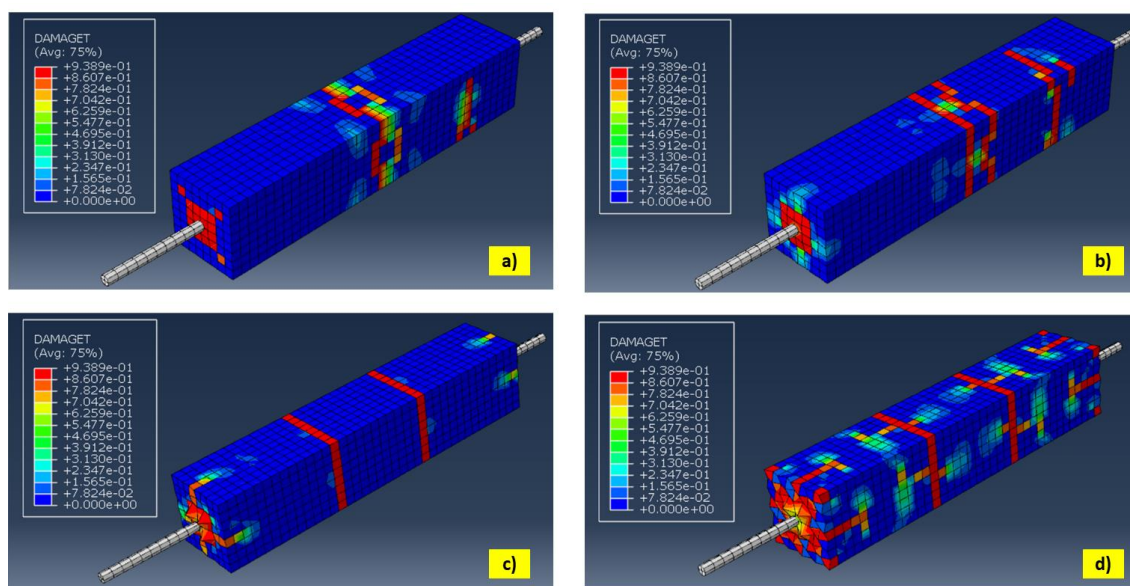 DAMAGET
(Avg: 75%)
+9.389e-01
+8.607e-01
+7.824e-01
+7.042e-01
+6.259e-01
+5.477e-01
+4.695e-01
+3.912e-01
+3.130e-01
+2.347e-01
+1.565e-01
+7.824e-02
+0.000e+00
a)
DAMAGET
(Avg: 75%)
+9.389e-01
+8.607e-01
+7.824e-01
+7.042e-01
+6.259e-01
+5.477e-01
+4.695e-01
+3.912e-01
+3.130e-01
+2.347e-01
+1.565e-01
+7.824e-02
+0.000e+00
b)
DAMAGET
(Avg: 75%)
+9.389e-01
+8.607e-01
+7.824e-01
+7.042e-01
+6.259e-01
+5.477e-01
+4.695e-01
+3.912e-01
+3.130e-01
+2.347e-01
+1.565e-01
+7.824e-02
+0.000e+00
c)
DAMAGET
(Avg: 75%)
+9.389e-01
+8.607e-01
+7.824e-01
+7.042e-01
+6.259e-01
+5.477e-01
+4.695e-01
+3.912e-01
+3.130e-01
+2.347e-01
+1.565e-01
+7.824e-02
+0.000e+00
d)